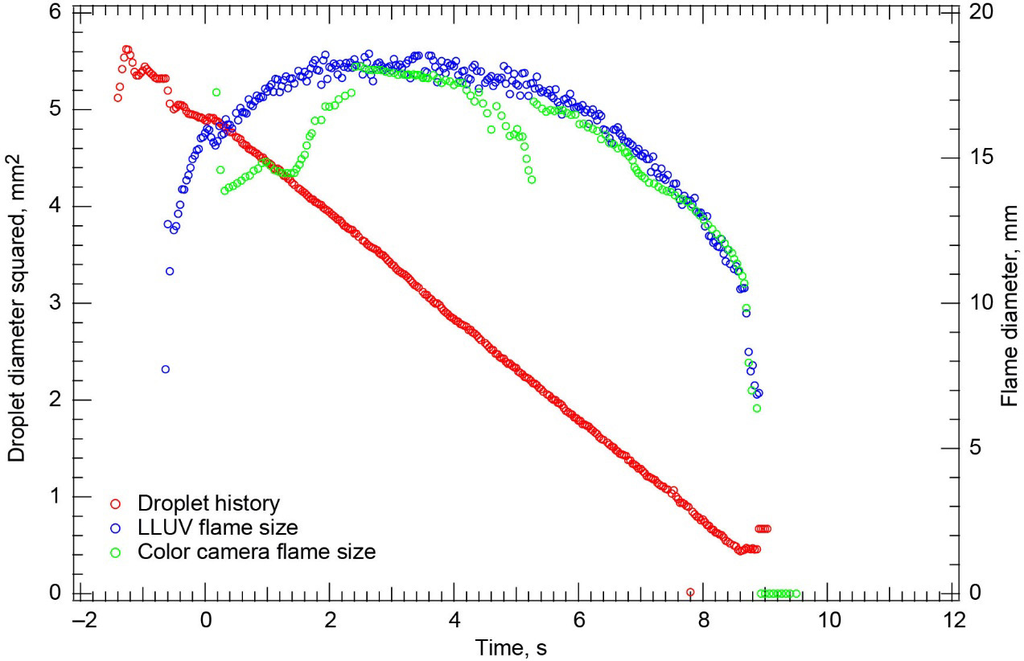 6
20
5
15
4
3
10
2
5
1
0
0
Droplet diameter squared, mm2
Flame diameter, mm
Droplet history
LLUV flame size
Color camera flame size
–2 0 2 4 6 8 10 12
Time, s